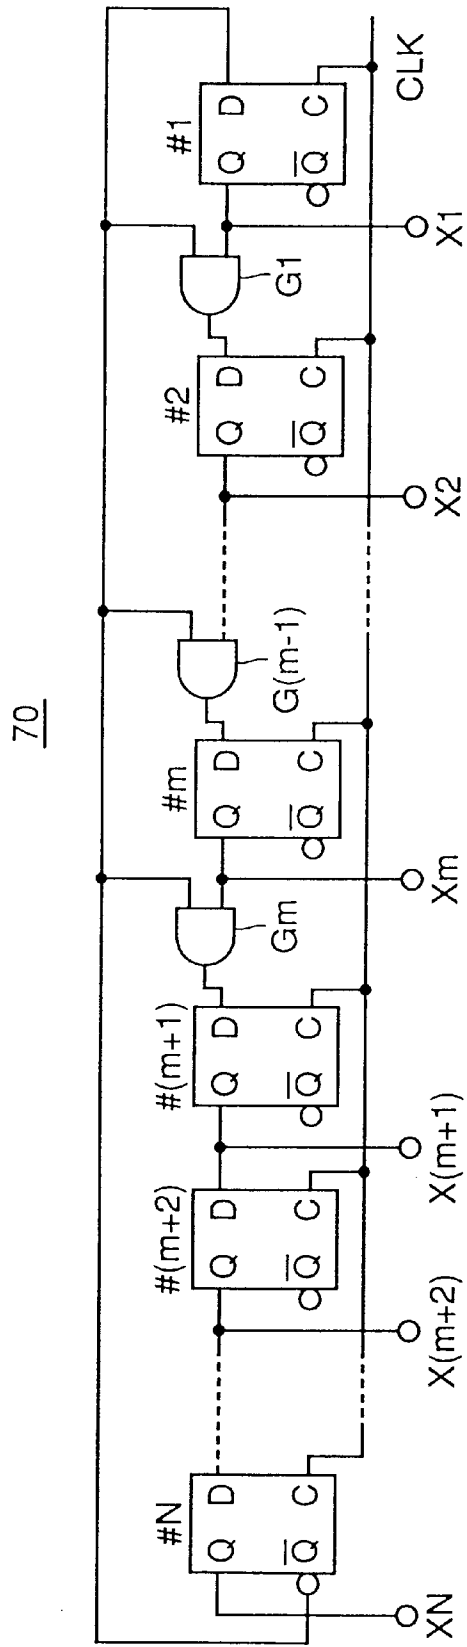 70
#1
D
Q
C
Q̅
CLK
X1
G1
#2
D
Q
C
Q̅
X2
G(m-1)
#m
D
Q
C
Q̅
Xm
Gm
#(m+1)
D
Q
C
Q̅
X(m+1)
#(m+2)
D
Q
C
Q̅
X(m+2)
#N
D
Q
C
Q̅
XN